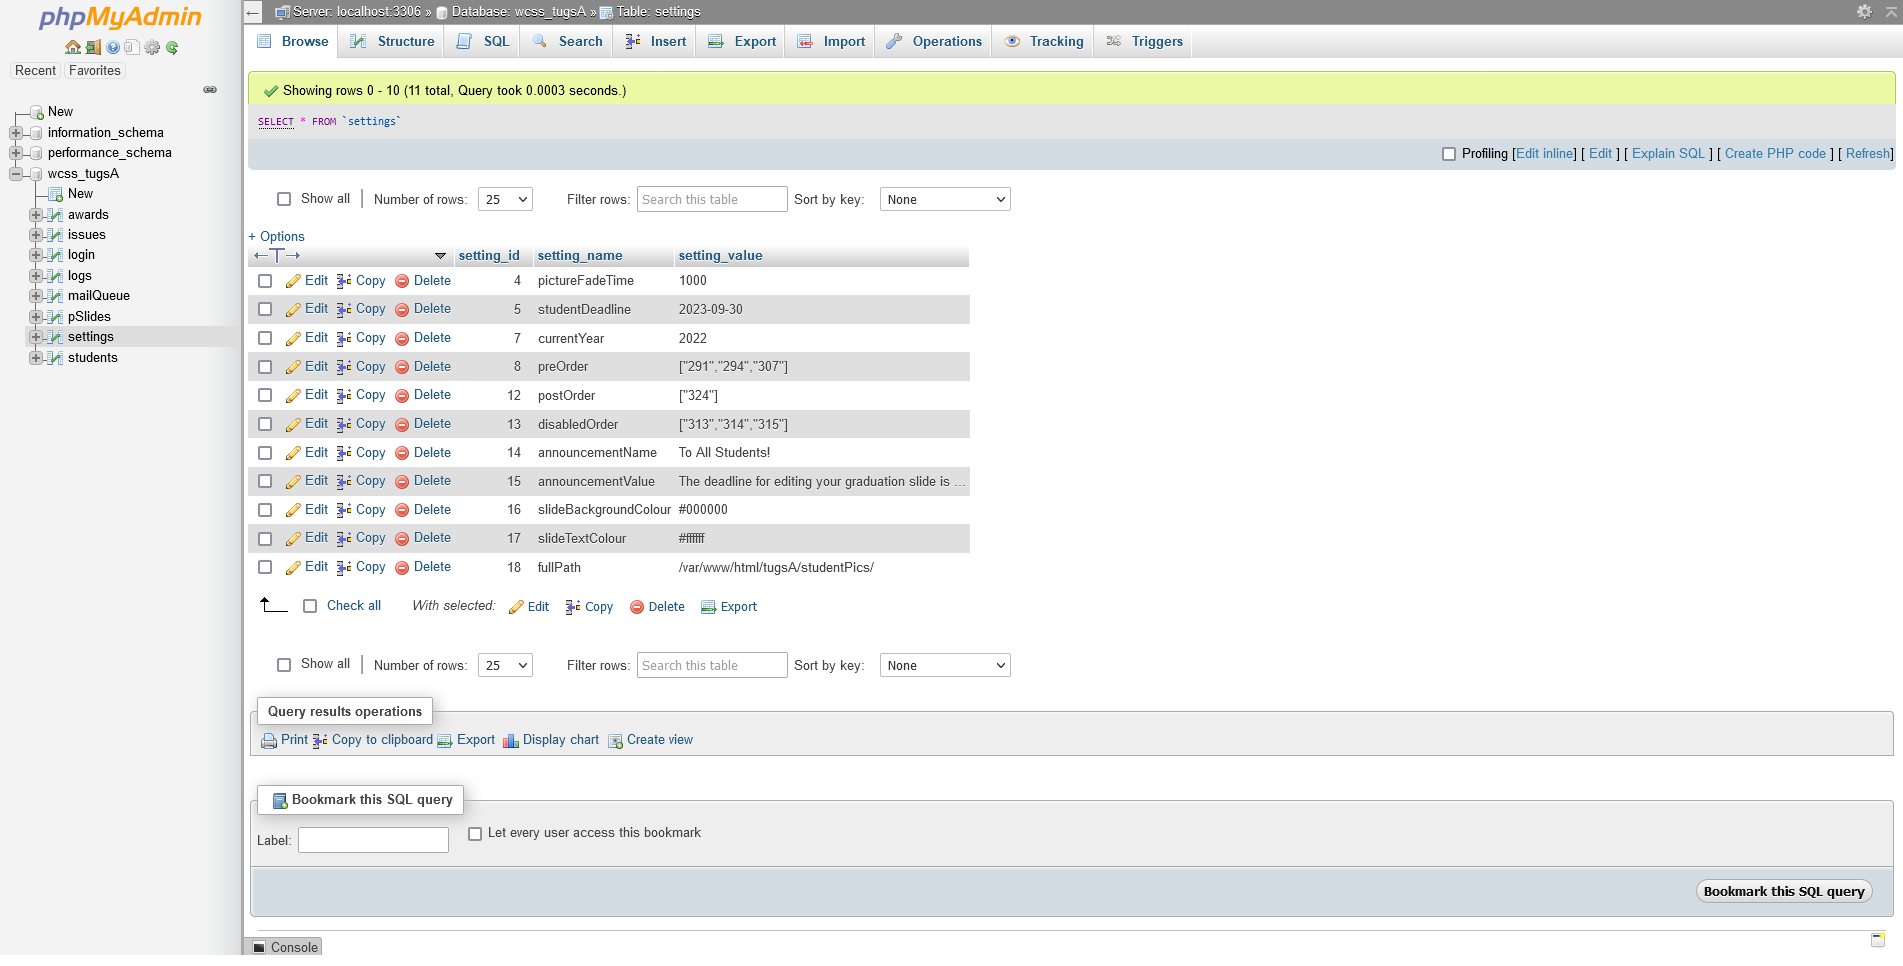 phpMyAdmin
Recent Favorites
New
information_schema
performance_schema
wcss_tugsA
New
awards
issues
login
logs
mailQueue
pSlides
settings
students
Server: localhost:3306 » Database: wcss_tugsA » Table: settings
Browse Structure SQL Search Insert Export Import Operations Tracking Triggers
Showing rows 0 - 10 (11 total, Query took 0.0003 seconds.)
SELECT * FROM `settings`
Profiling [Edit inline] [ Edit ] [ Explain SQL ] [ Create PHP code ] [ Refresh]
Show all | Number of rows: 25 Filter rows: Search this table Sort by key: None
+ Options
←T→ setting_id setting_name setting_value
Edit Copy Delete 4 pictureFadeTime 1000
Edit Copy Delete 5 studentDeadline 2023-09-30
Edit Copy Delete 7 currentYear 2022
Edit Copy Delete 8 preOrder ["291","294","307"]
Edit Copy Delete 12 postOrder ["324"]
Edit Copy Delete 13 disabledOrder ["313","314","315"]
Edit Copy Delete 14 announcementName To All Students!
Edit Copy Delete 15 announcementValue The deadline for editing your graduation slide is ...
Edit Copy Delete 16 slideBackgroundColour #000000
Edit Copy Delete 17 slideTextColour #ffffff
Edit Copy Delete 18 fullPath /var/www/html/tugsA/studentPics/
Check all With selected: Edit Copy Delete Export
Show all | Number of rows: 25 Filter rows: Search this table Sort by key: None
Query results operations
Print Copy to clipboard Export Display chart Create view
Bookmark this SQL query
Label: Let every user access this bookmark
Bookmark this SQL query
Console